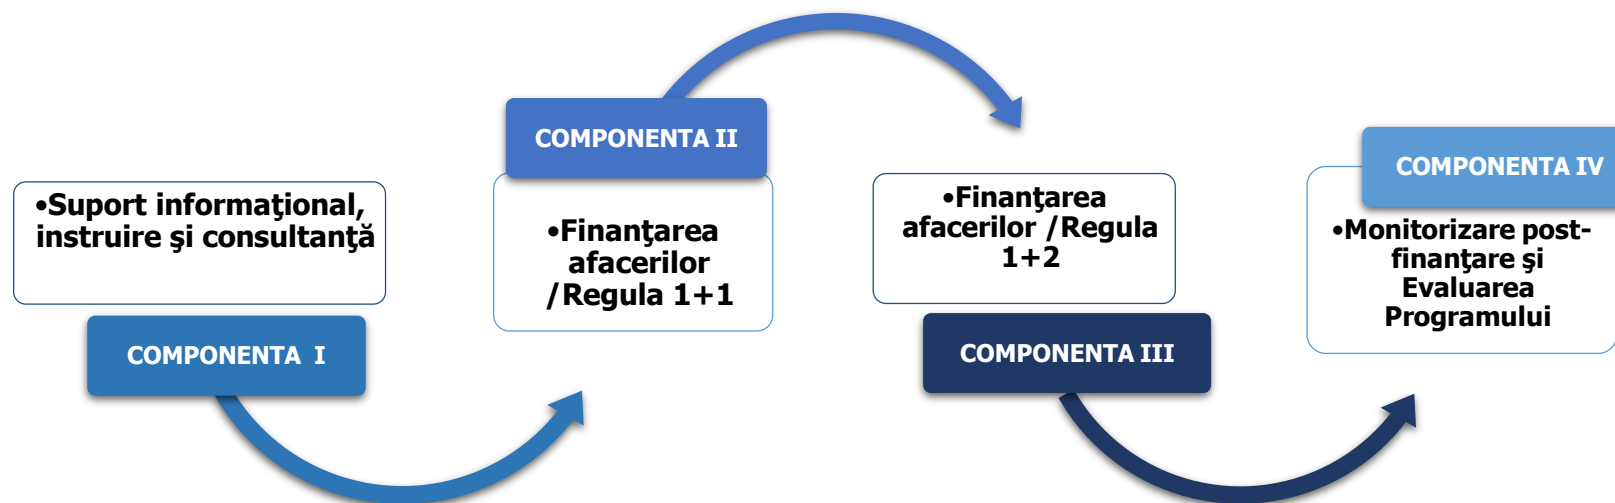 •Suport informaţional,
instruire şi consultanţă
COMPONENTA I
COMPONENTA II
•Finanţarea
afacerilor
/Regula 1+1
•Finanţarea
afacerilor /Regula
1+2
COMPONENTA III
COMPONENTA IV
•Monitorizare post-
finanţare şi
Evaluarea
Programului